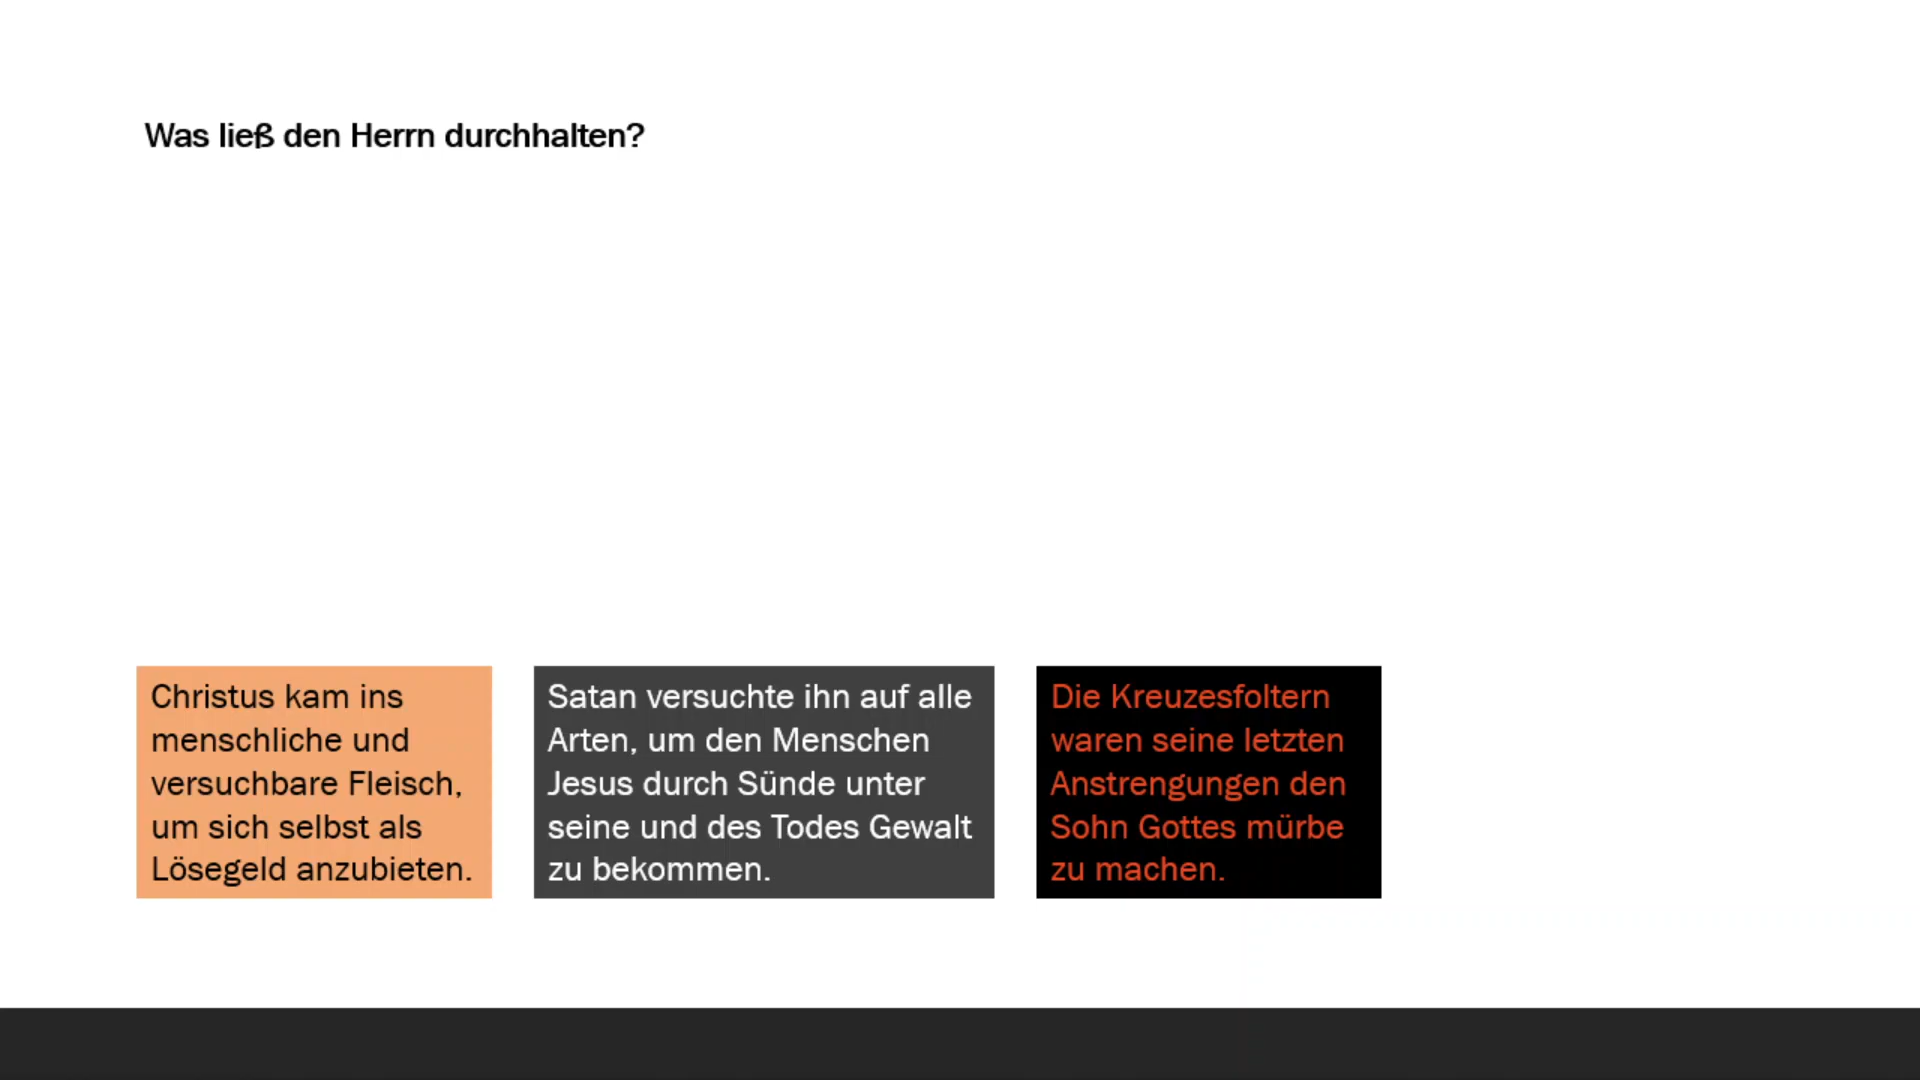 Was ließ den Herrn durchhalten?
Christus kam ins
menschliche und
versuchbare Fleisch,
um sich selbst als
Lösegeld anzubieten.
Satan versuchte ihn auf alle
Arten, um den Menschen
Jesus durch Sünde unter
seine und des Todes Gewalt
zu bekommen.
Die Kreuzesfoltern
waren seine letzten
Anstrengungen den
Sohn Gottes mürbe
zu machen.